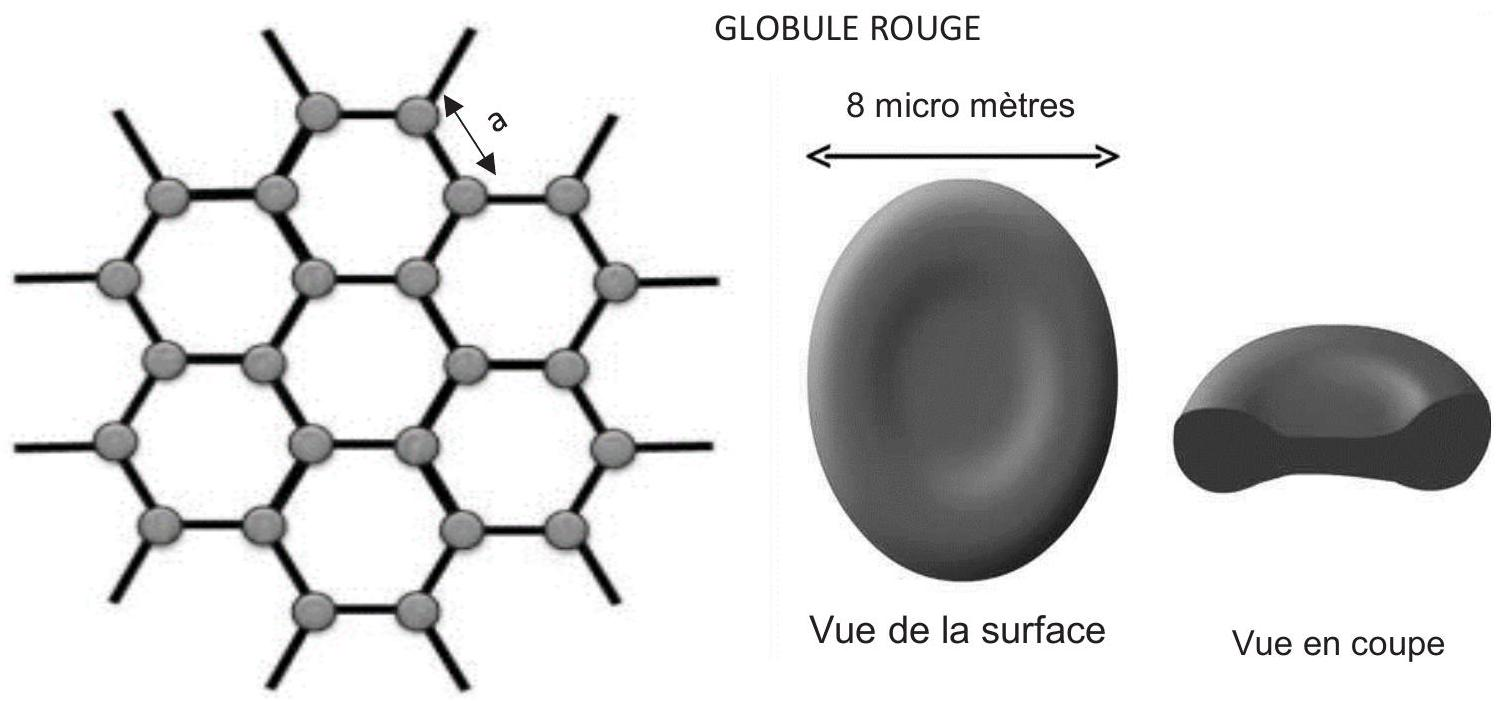 GLOBULE ROUGE
a
8 micro mètres
Vue de la surface
Vue en coupe